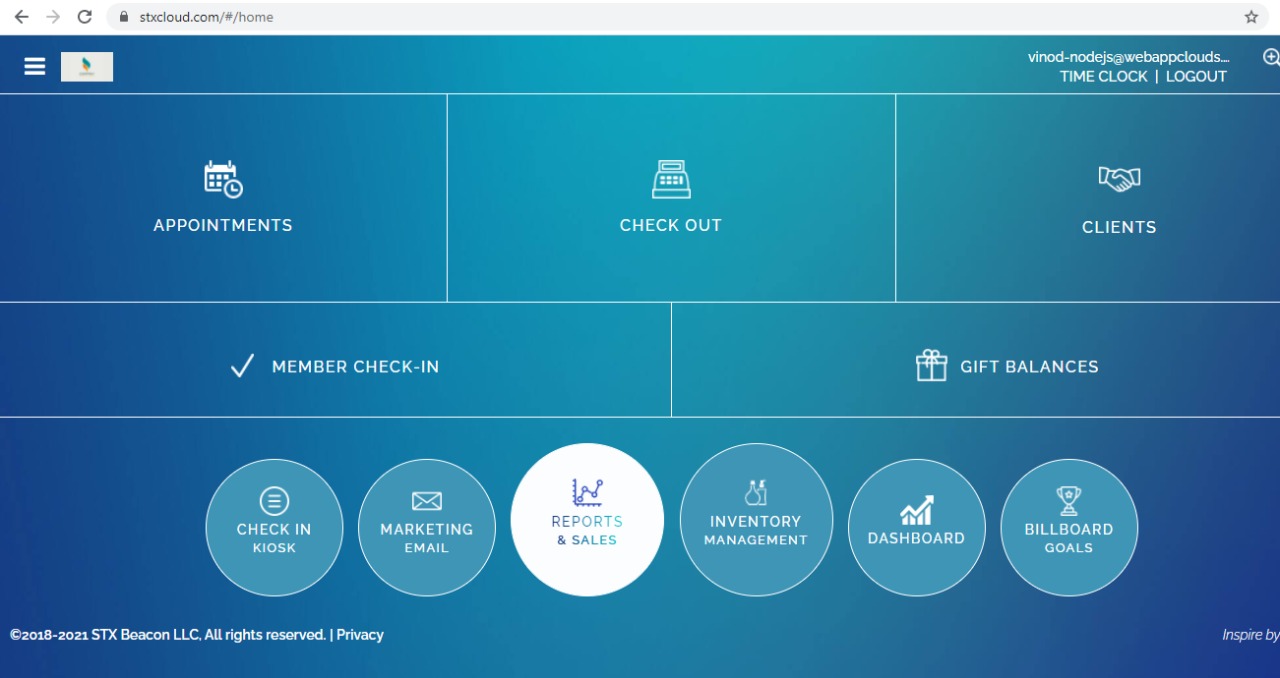 stxcloud.com/#/home
vinod-nodejs@webappclouds....
TIME CLOCK | LOGOUT
APPOINTMENTS
CHECK OUT
CLIENTS
MEMBER CHECK-IN
GIFT BALANCES
CHECK IN
KIOSK
MARKETING
EMAIL
REPORTS
& SALES
INVENTORY
MANAGEMENT
DASHBOARD
BILLBOARD
GOALS
©2018-2021 STX Beacon LLC, All rights reserved. | Privacy
Inspire by